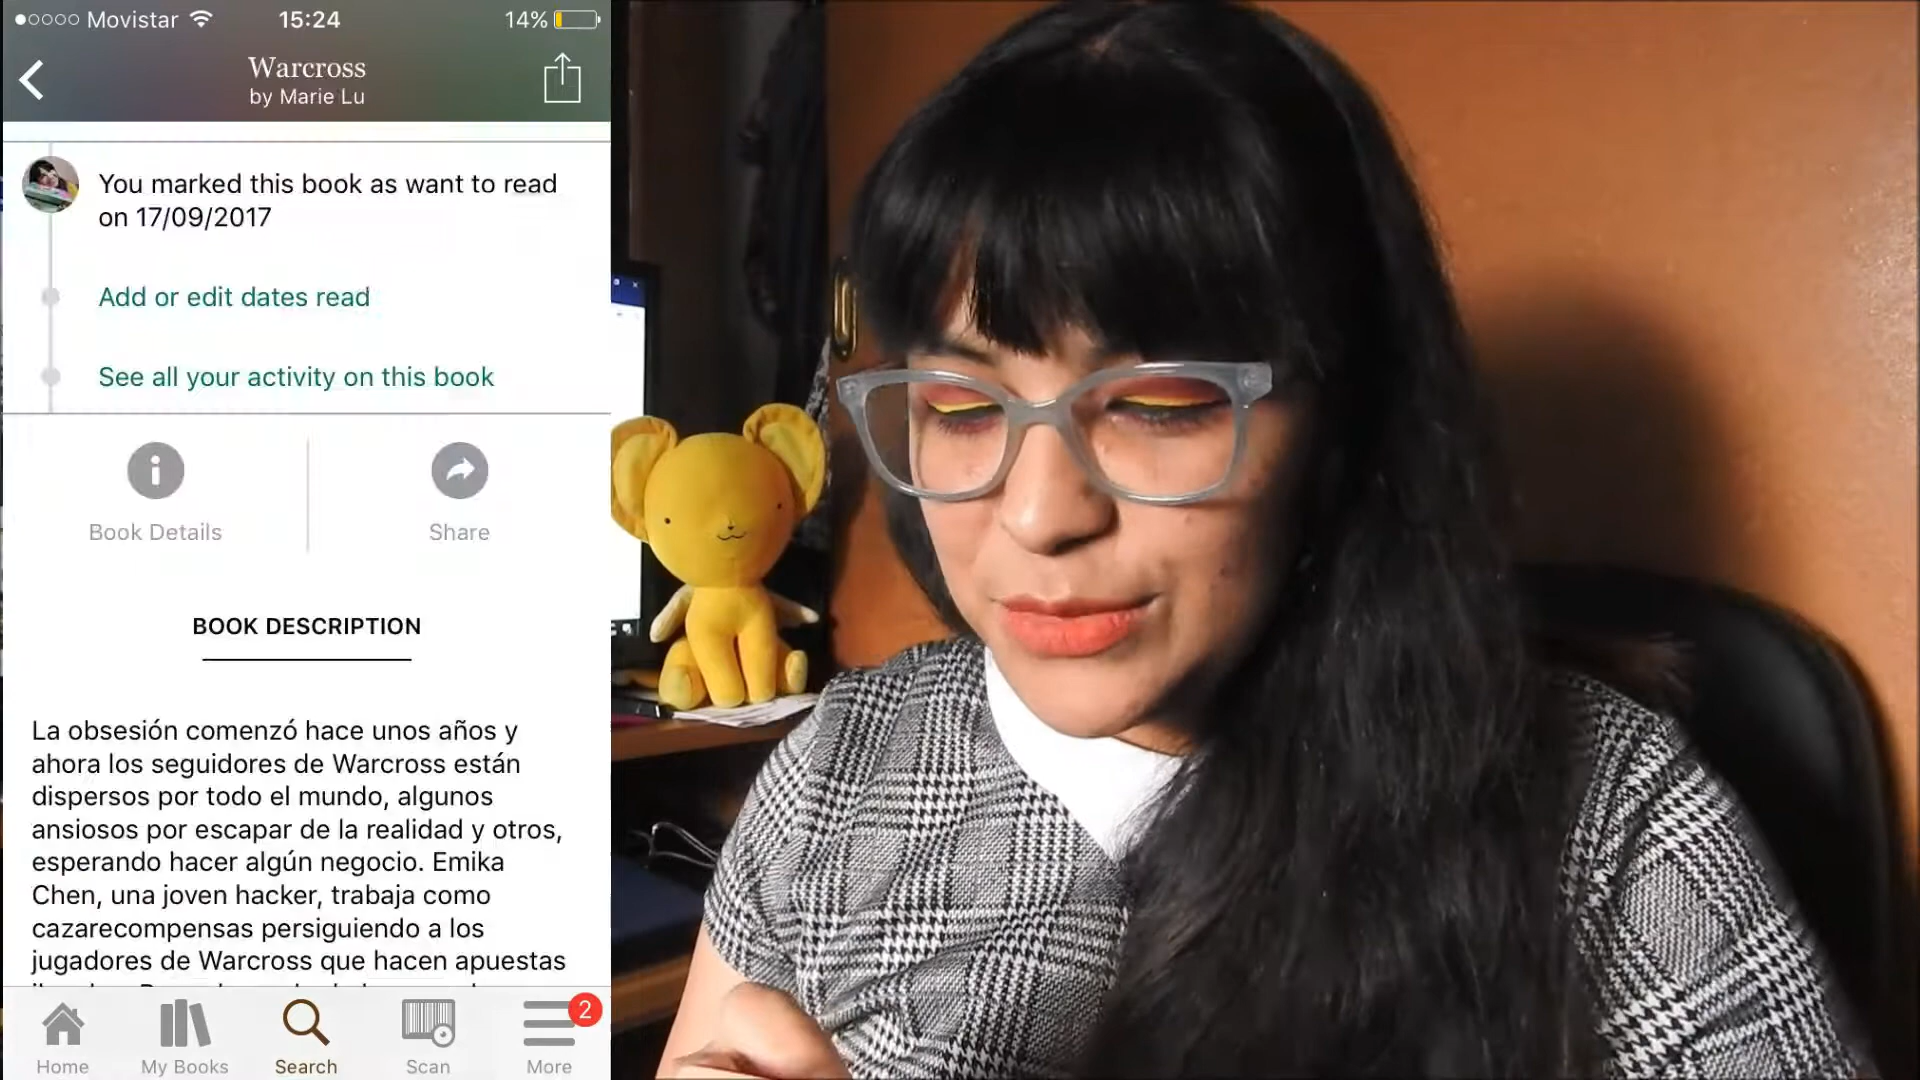 Movistar 15:24 14%
Warcross
by Marie Lu
You marked this book as want to read
on 17/09/2017
Add or edit dates read
See all your activity on this book
Book Details Share
BOOK DESCRIPTION
La obsesión comenzó hace unos años y
ahora los seguidores de Warcross están
dispersos por todo el mundo, algunos
ansiosos por escapar de la realidad y otros,
esperando hacer algún negocio. Emika
Chen, una joven hacker, trabaja como
cazarecompensas persiguiendo a los
jugadores de Warcross que hacen apuestas
2
Home My Books Search Scan More